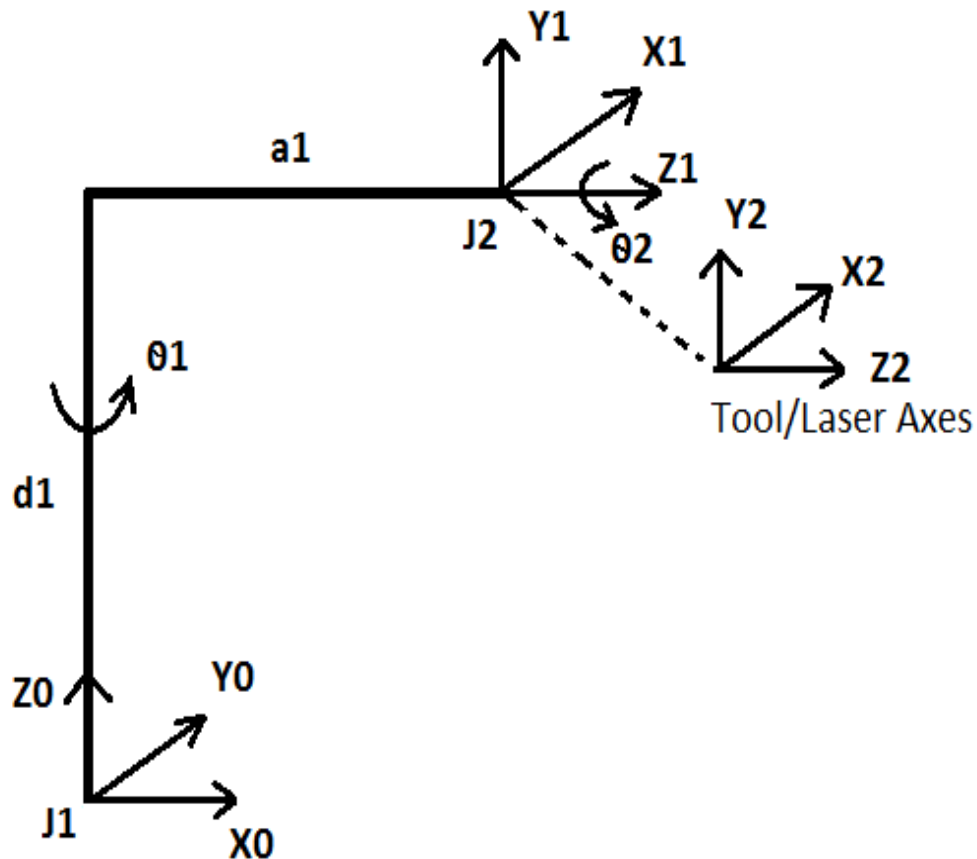 Y1
X1
a1
Z1
J2
θ2
Y2
X2
Z2
Tool/Laser Axes
θ1
d1
Z0
Y0
J1
X0